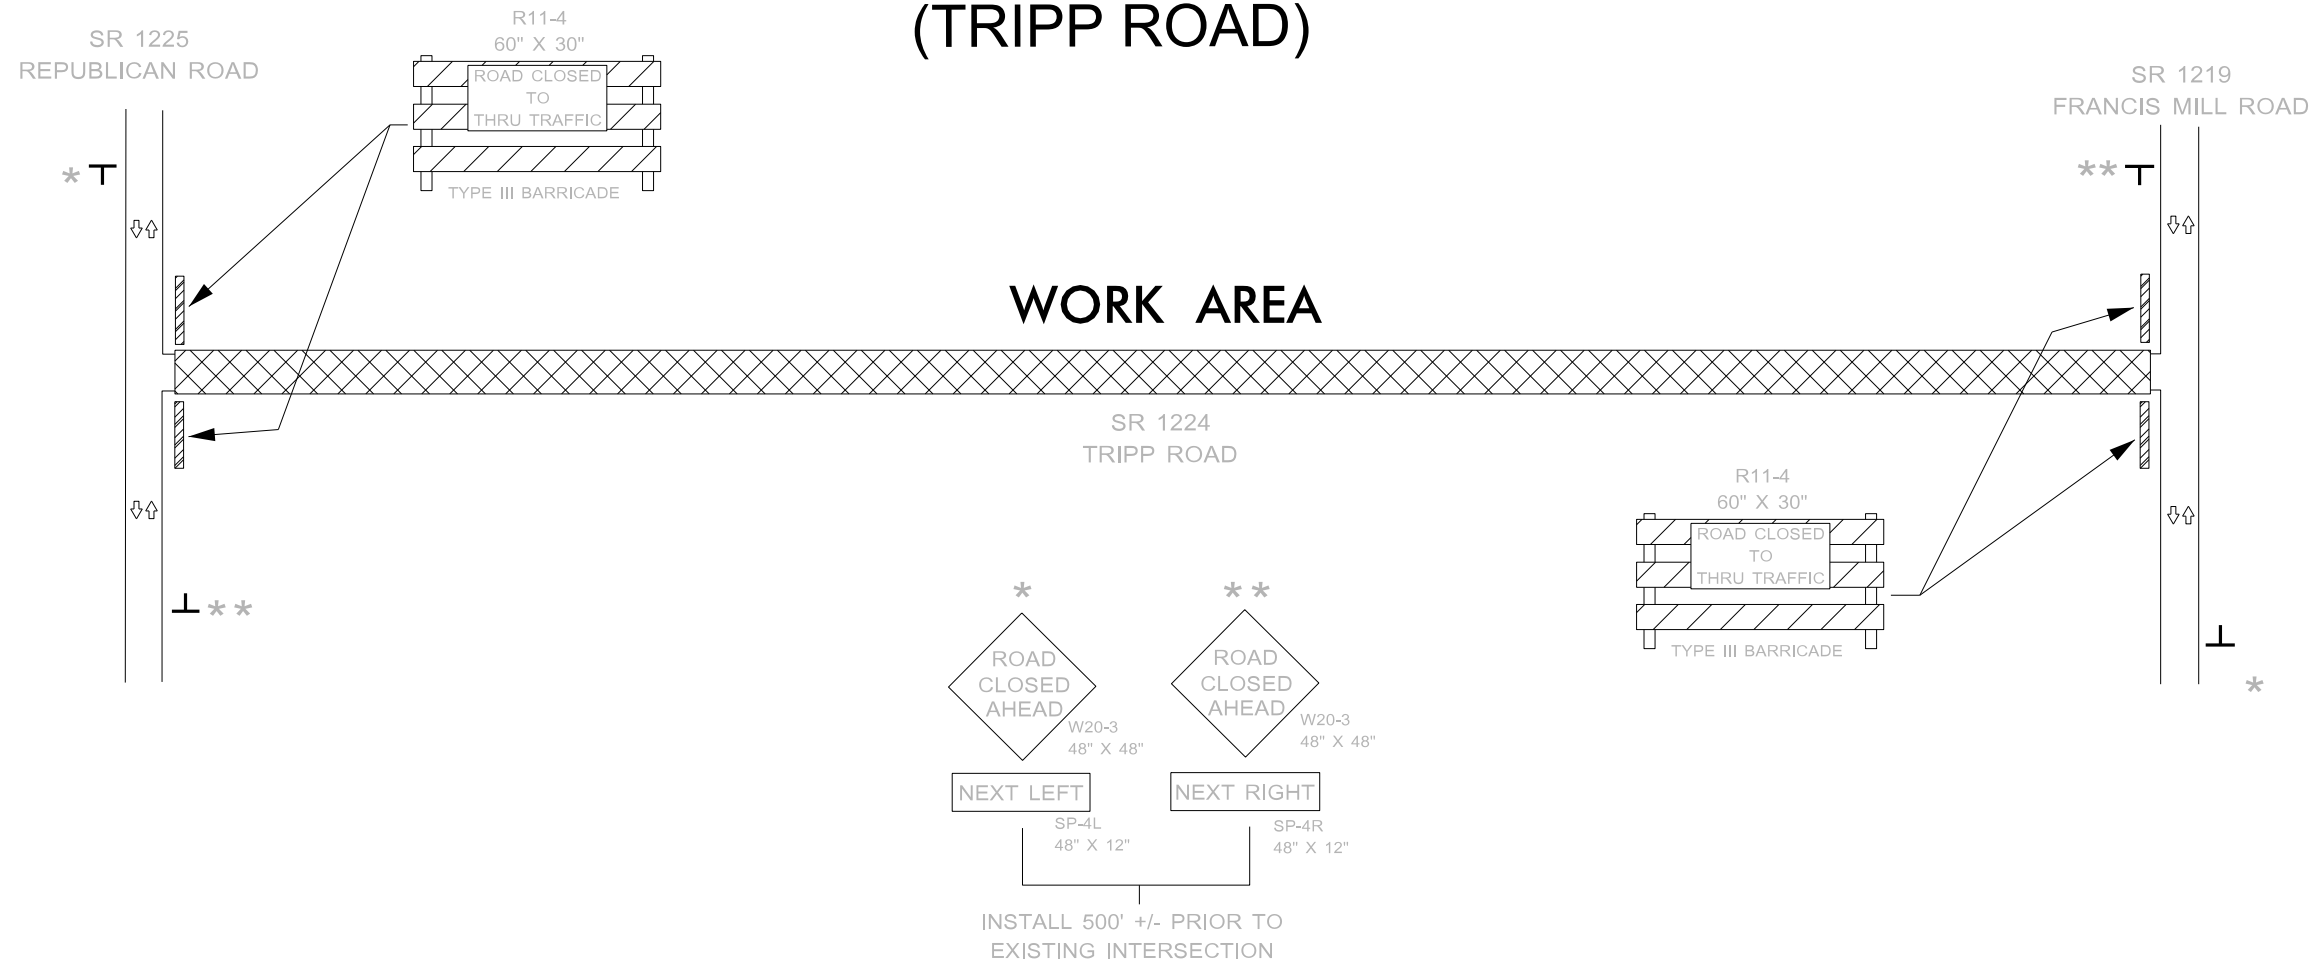 (TRIPP ROAD)
SR 1225
REPUBLICAN ROAD
R11-4
60" X 30"
ROAD CLOSED
TO
THRU TRAFFIC
TYPE III BARRICADE
SR 1219
FRANCIS MILL ROAD
*
**
WORK AREA
SR 1224
TRIPP ROAD
R11-4
60" X 30"
ROAD CLOSED
TO
THRU TRAFFIC
TYPE III BARRICADE
**
*
*
ROAD
CLOSED
AHEAD
W20-3
48" X 48"
NEXT LEFT
SP-4L
48" X 12"
**
ROAD
CLOSED
AHEAD
W20-3
48" X 48"
NEXT RIGHT
SP-4R
48" X 12"
INSTALL 500' +/- PRIOR TO
EXISTING INTERSECTION